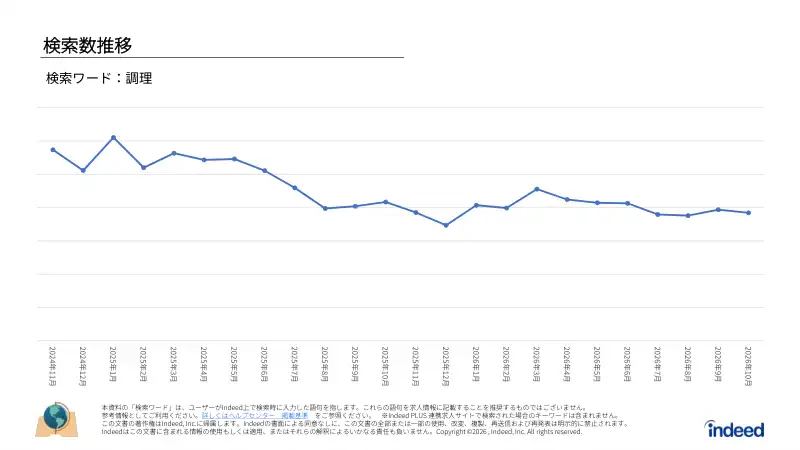 検索数推移
検索ワード：調理
2024年11月
2024年12月
2025年1月
2025年2月
2025年3月
2025年4月
2025年5月
2025年6月
2025年7月
2025年8月
2025年9月
2025年10月
2025年11月
2025年12月
2026年1月
2026年2月
2026年3月
2026年4月
2026年5月
2026年6月
2026年7月
2026年8月
2026年9月
2026年10月
本資料の「検索ワード」は、ユーザーがIndeed上で検索時に入力した語句を指します。これらの語句を求人情報に記載することを推奨するものではございません。
参考情報としてご利用ください。詳しくはヘルプセンター　掲載基準　をご参照ください。　※Indeed PLUS 連携求人サイトで検索された場合のキーワードは含まれません。
この文書の著作権はIndeed, Inc.に帰属します。Indeedの書面による同意なしに、この文書の全部または一部の使用、改変、複製、再送信および再発表は明示的に禁止されます。
Indeedはこの文書に含まれる情報の使用もしくは適用、またはそれらの解釈によるいかなる責任も負いません。Copyright ©2026 , Indeed, Inc. All rights reserved.
indeed